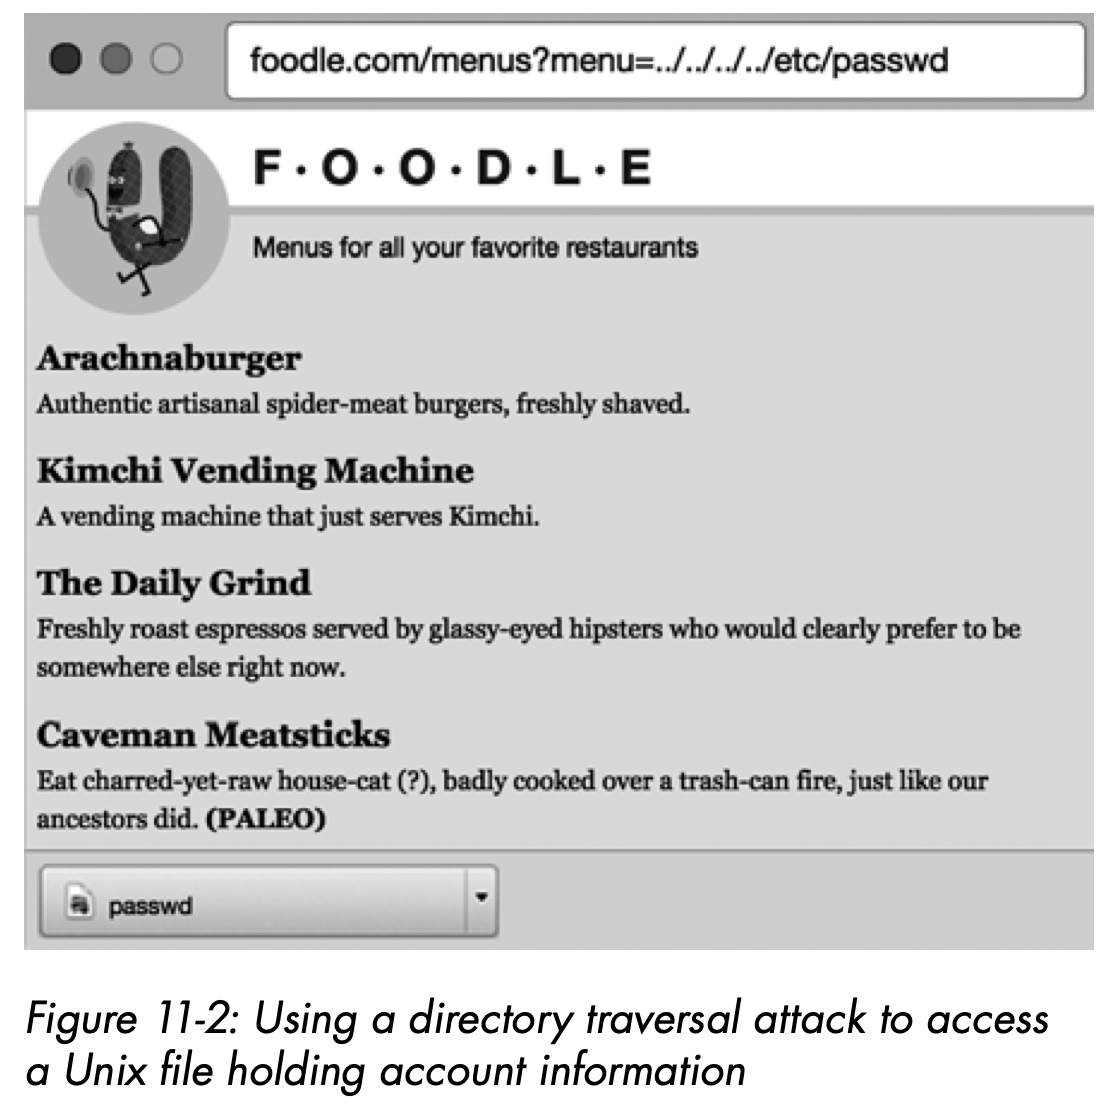 foodle.com/menus?menu=../../../../etc/passwd
F·O·O·D·L·E
Menus for all your favorite restaurants
Arachnaburger
Authentic artisanal spider-meat burgers, freshly shaved.
Kimchi Vending Machine
A vending machine that just serves Kimchi.
The Daily Grind
Freshly roast espressos served by glassy-eyed hipsters who would clearly prefer to be
somewhere else right now.
Caveman Meatsticks
Eat charred-yet-raw house-cat (?), badly cooked over a trash-can fire, just like our
ancestors did. (PALEO)
passwd
Figure 11-2: Using a directory traversal attack to access
a Unix file holding account information